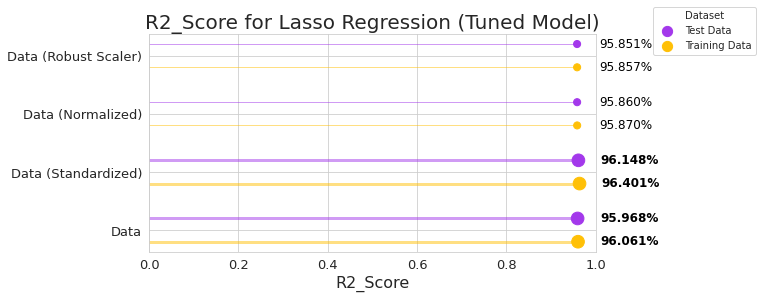 R2_Score for Lasso Regression (Tuned Model)
Dataset
Test Data
Training Data
Data (Robust Scaler)
95.851%
95.857%
Data (Normalized)
95.860%
95.870%
Data (Standardized)
96.148%
96.401%
Data
95.968%
96.061%
0.0 0.2 0.4 0.6 0.8 1.0
R2_Score